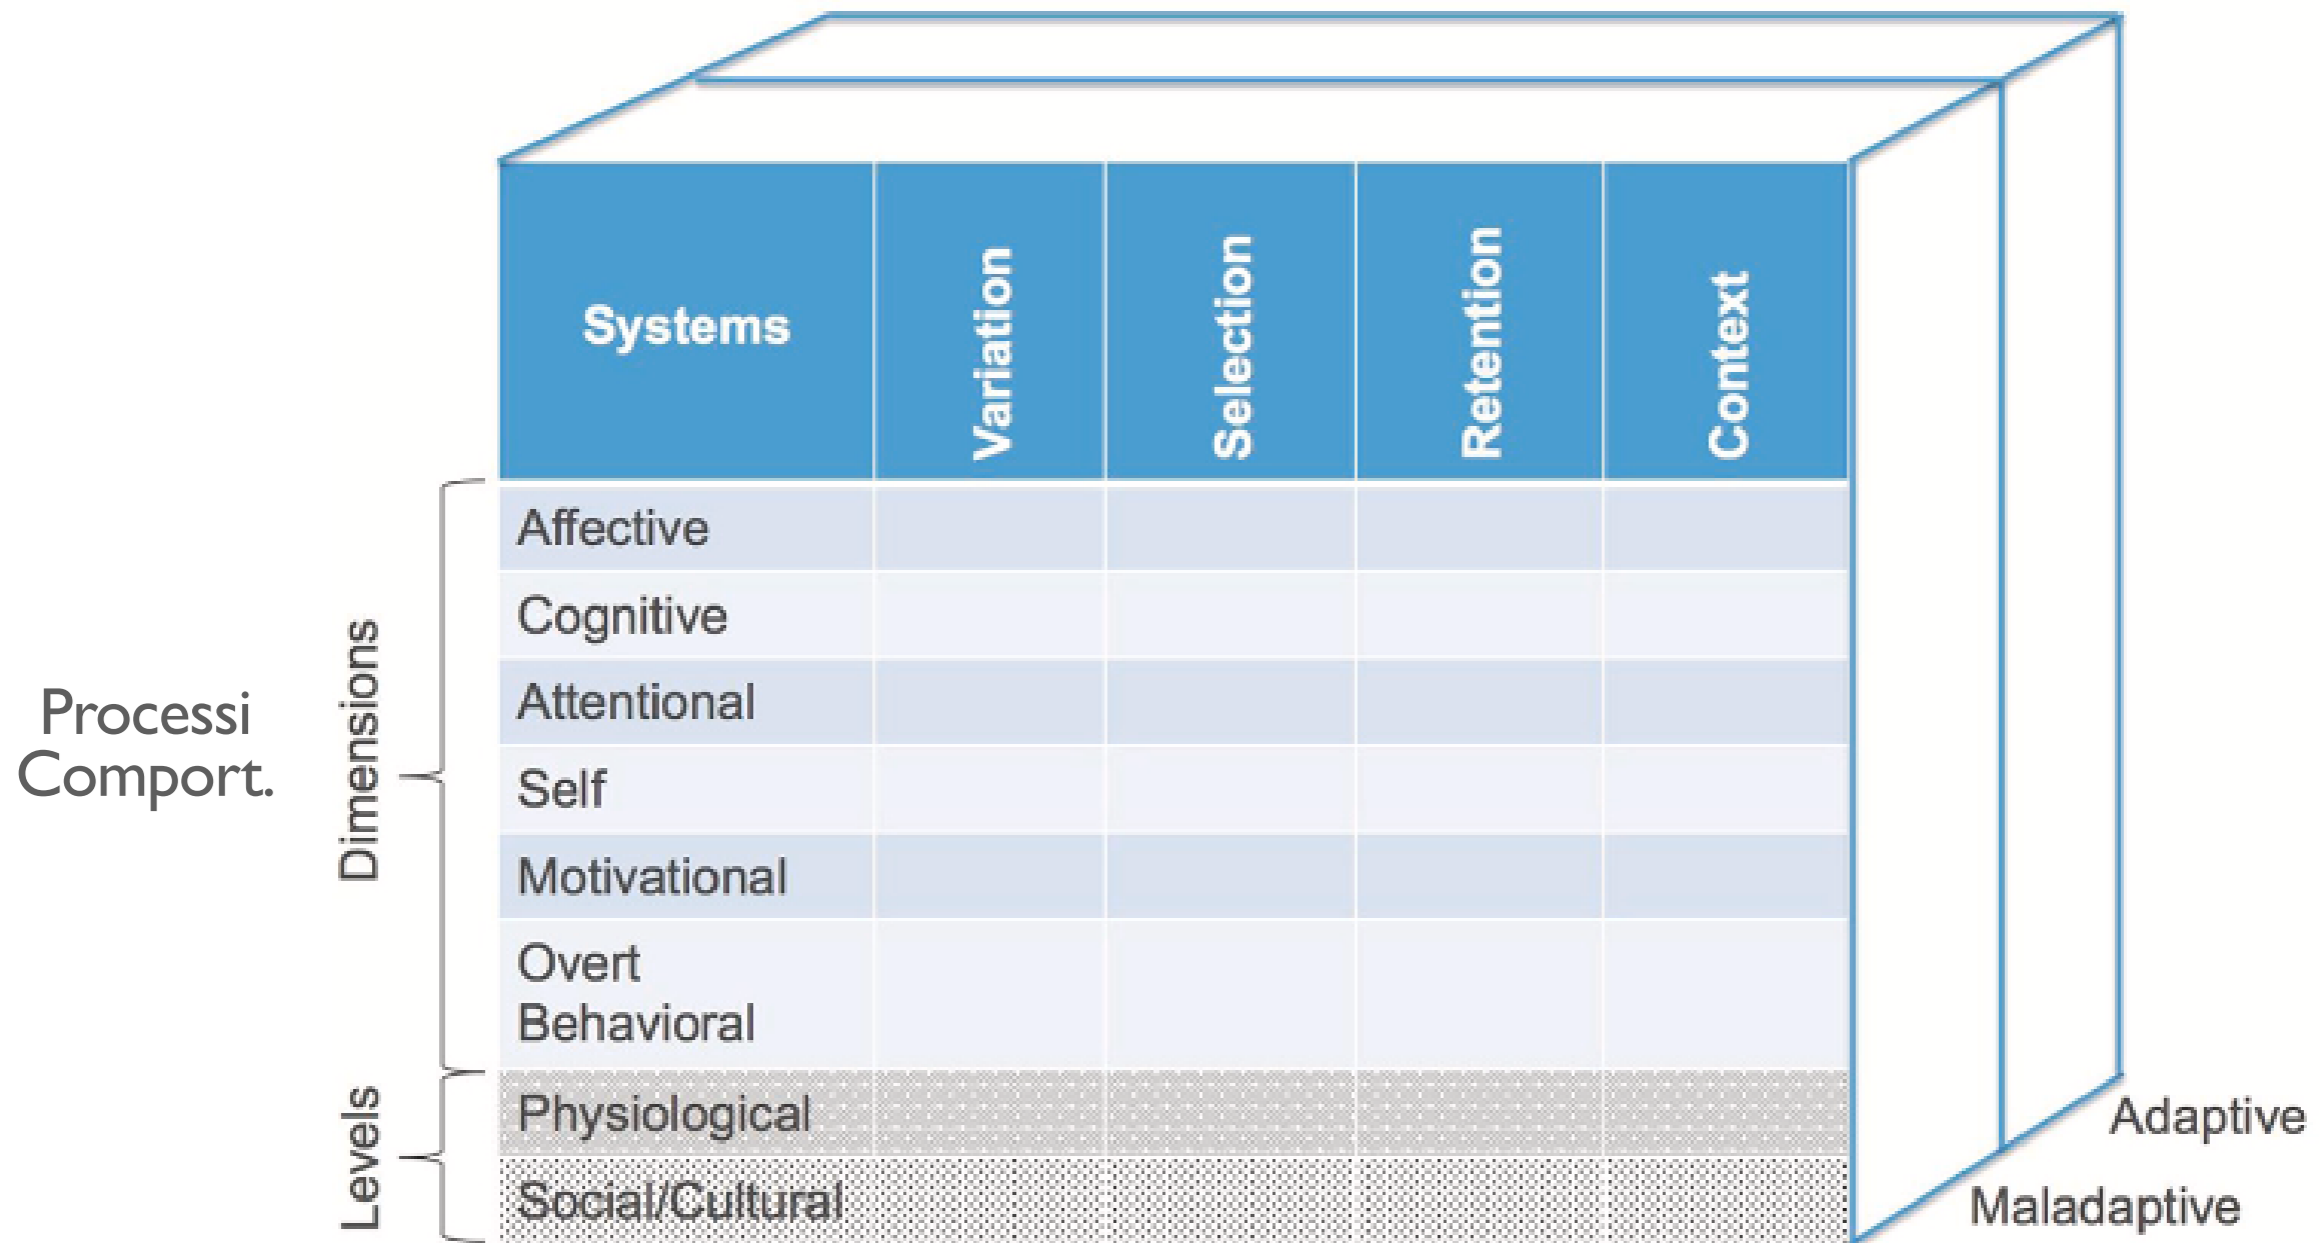 Systems
Variation
Selection
Retention
Context
Processi
Comport.
Dimensions
Affective
Cognitive
Attentional
Self
Motivational
Overt
Behavioral
Levels
Physiological
Social/Cultural
Adaptive
Maladaptive